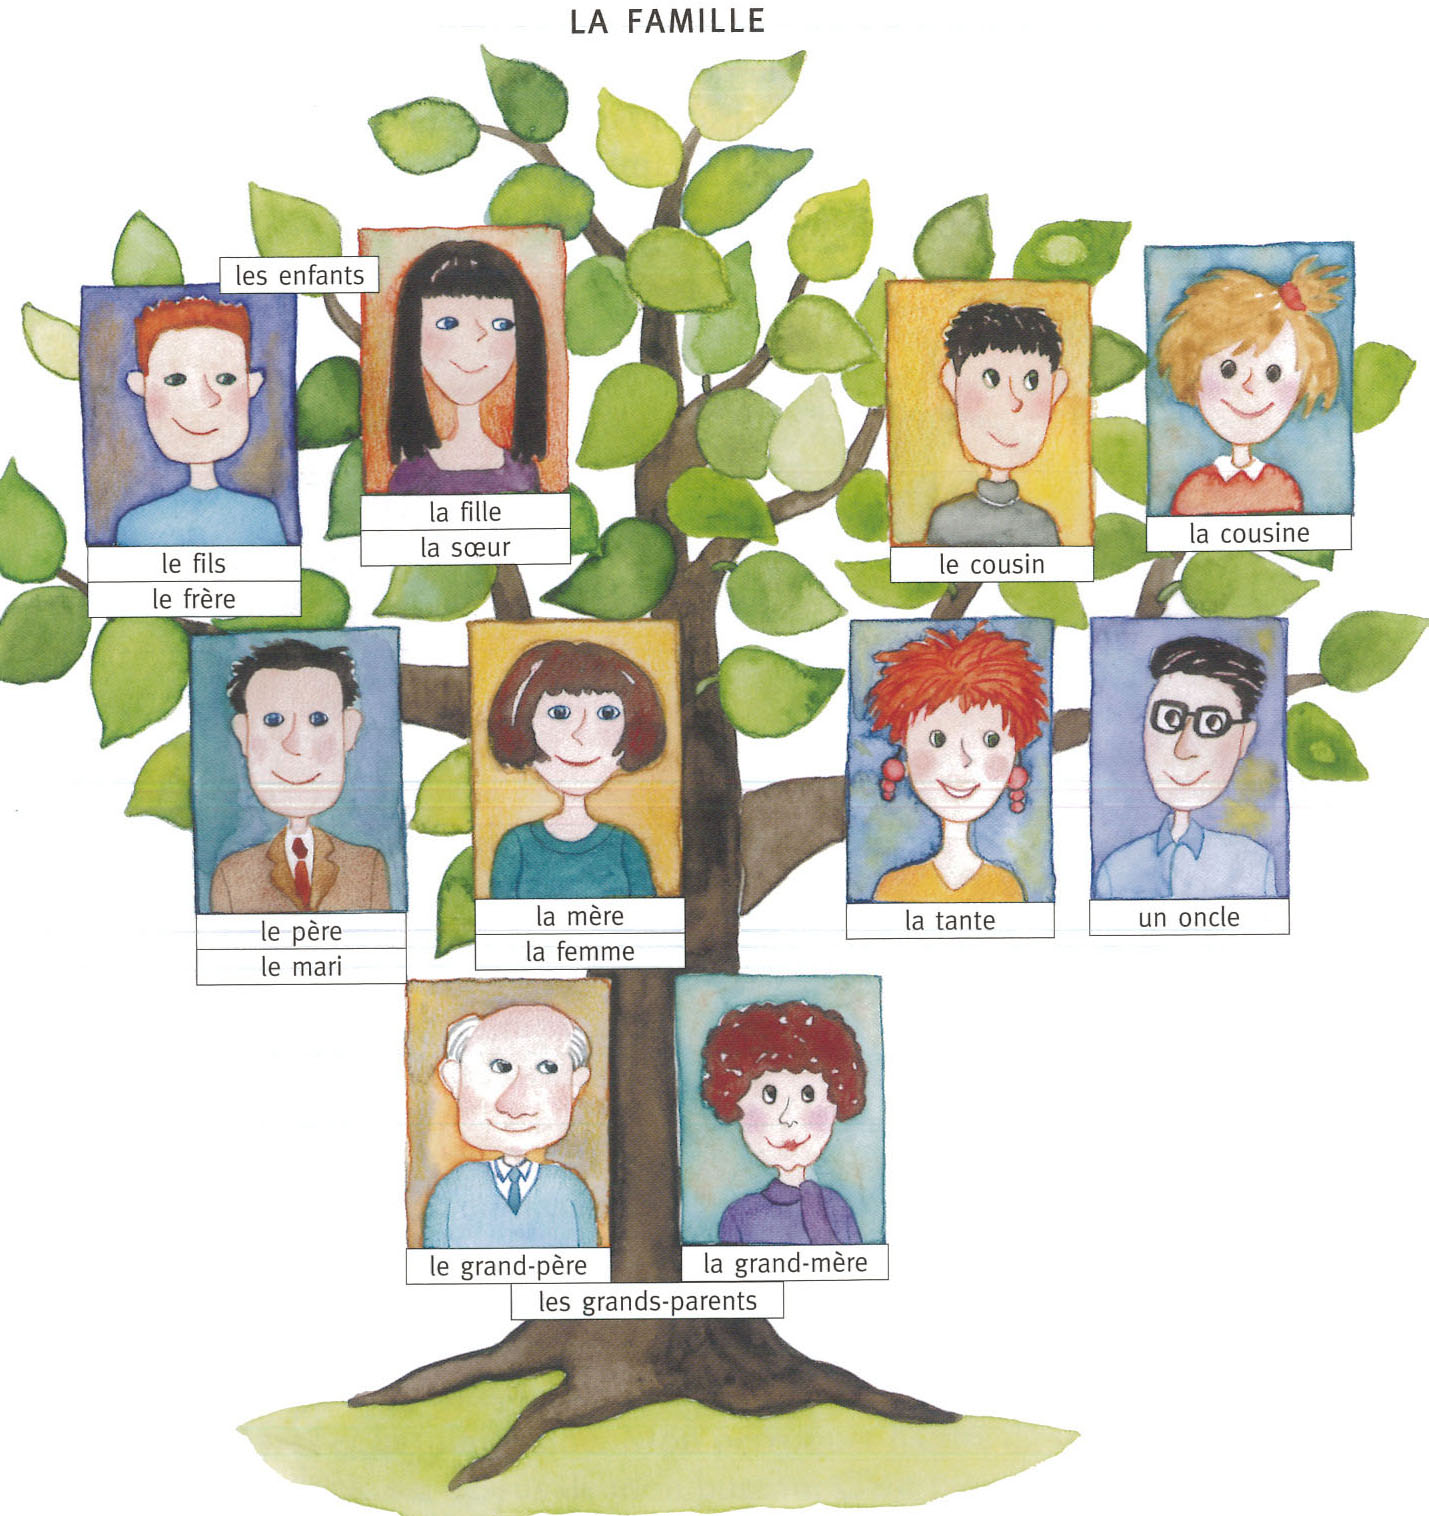 LA FAMILLE
les enfants
la fille
la sœur
le fils
le frère
le cousin
la cousine
le père
le mari
la mère
la femme
la tante
un oncle
le grand-père
la grand-mère
les grands-parents